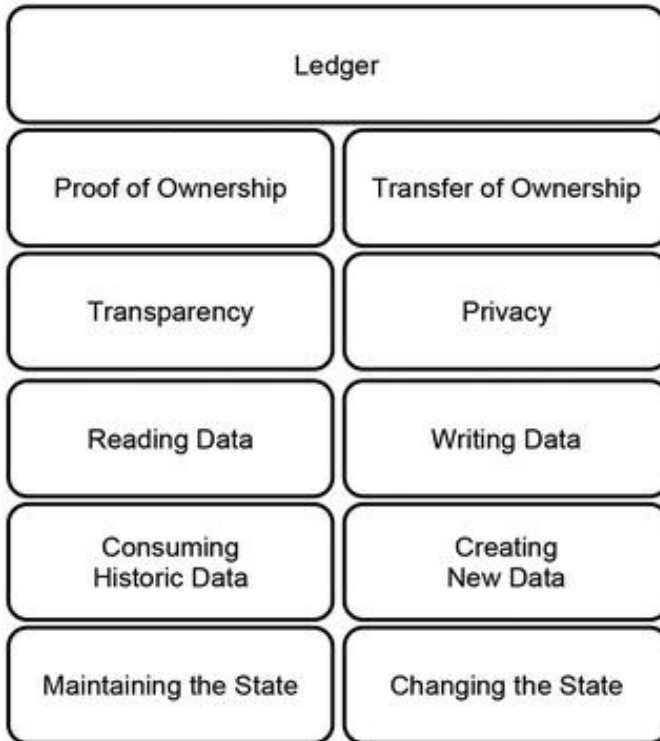 Ledger
Proof of Ownership
Transfer of Ownership
Transparency
Privacy
Reading Data
Writing Data
Consuming
Historic Data
Creating
New Data
Maintaining the State
Changing the State